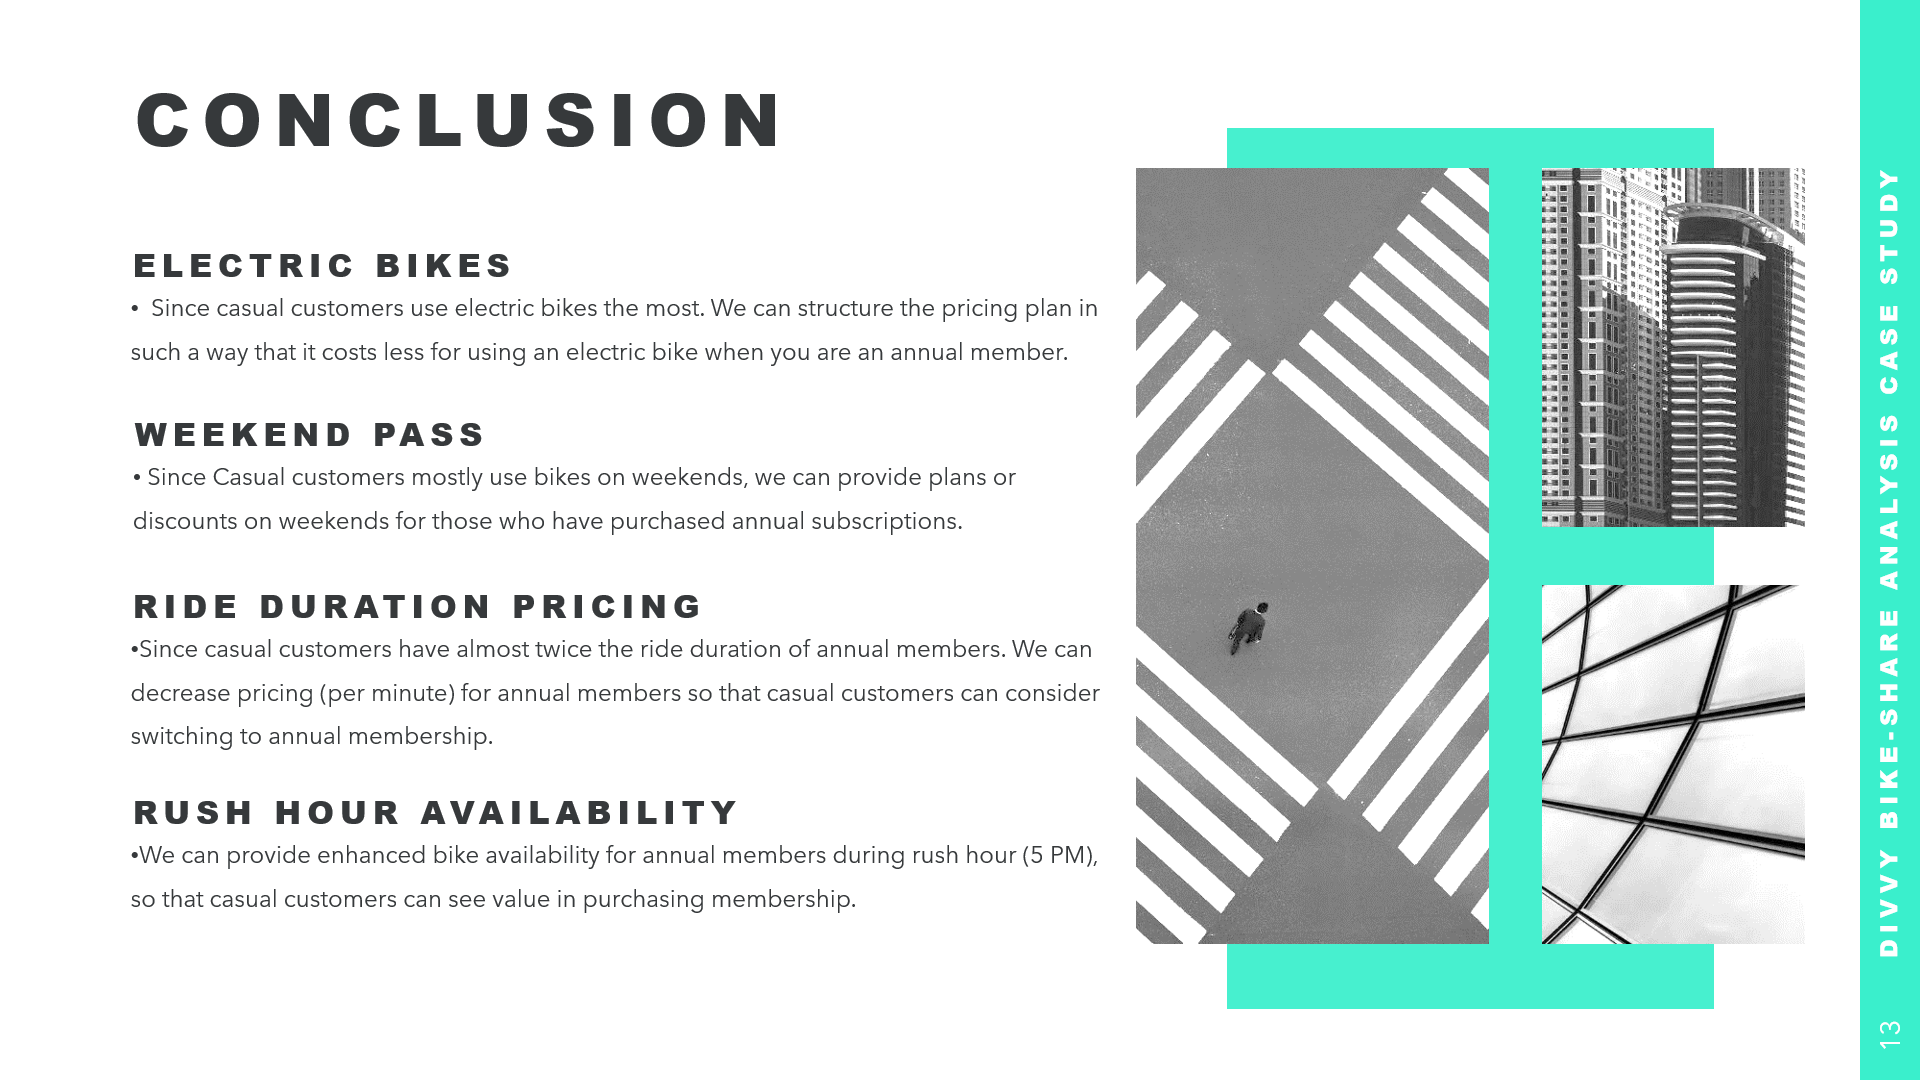 CONCLUSION
ELECTRIC BIKES
•  Since casual customers use electric bikes the most. We can structure the pricing plan in
such a way that it costs less for using an electric bike when you are an annual member.
WEEKEND PASS
• Since Casual customers mostly use bikes on weekends, we can provide plans or
discounts on weekends for those who have purchased annual subscriptions.
RIDE DURATION PRICING
•Since casual customers have almost twice the ride duration of annual members. We can
decrease pricing (per minute) for annual members so that casual customers can consider
switching to annual membership.
RUSH HOUR AVAILABILITY
•We can provide enhanced bike availability for annual members during rush hour (5 PM),
so that casual customers can see value in purchasing membership.
DIVVY BIKE-SHARE ANALYSIS CASE STUDY
13